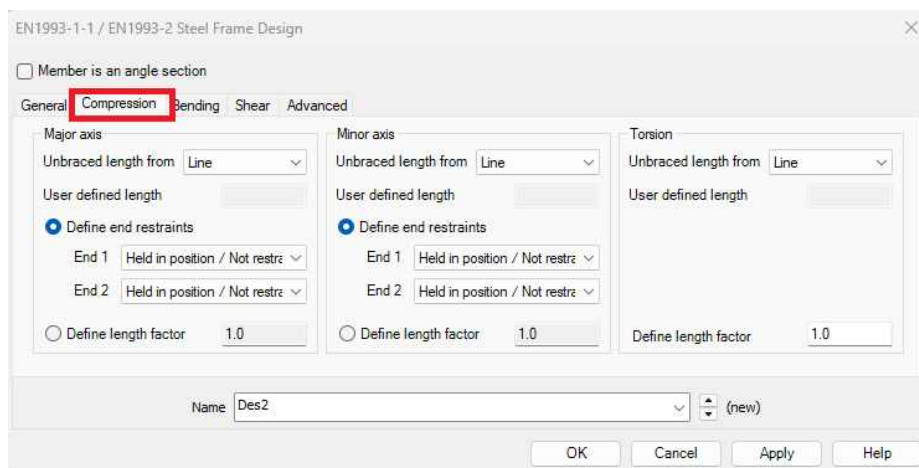 EN1993-1-1 / EN1993-2 Steel Frame Design
Member is an angle section
General Compression Bending Shear Advanced
Major axis
Unbraced length from Line
User defined length
Define end restraints
End 1 Held in position / Not restra
End 2 Held in position / Not restra
Define length factor 1.0
Minor axis
Unbraced length from Line
User defined length
Define end restraints
End 1 Held in position / Not restra
End 2 Held in position / Not restra
Define length factor 1.0
Torsion
Unbraced length from Line
User defined length
Define length factor 1.0
Name Des2 (new)
OK Cancel Apply Help